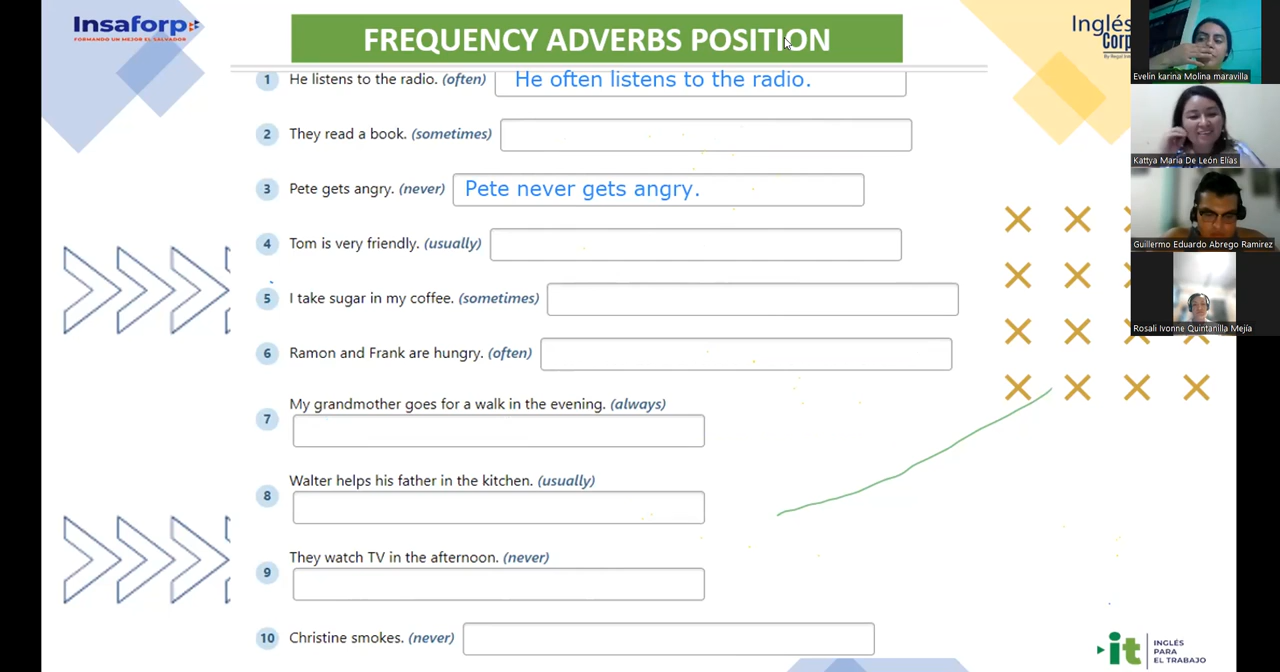 Insaforp
FORMANDO UN MEJOR EL SALVADOR
FREQUENCY ADVERBS POSITION
Inglés
Corp
1 He listens to the radio. (often) He often listens to the radio.
2 They read a book. (sometimes)
3 Pete gets angry. (never) Pete never gets angry.
4 Tom is very friendly. (usually)
5 I take sugar in my coffee. (sometimes)
6 Ramon and Frank are hungry. (often)
7 My grandmother goes for a walk in the evening. (always)
8 Walter helps his father in the kitchen. (usually)
9 They watch TV in the afternoon. (never)
10 Christine smokes. (never)
Evelin karina Molina maravilla
Kattya María De León Elías
Guillermo Eduardo Abrego Ramirez
Rosali Ivonne Quintanilla Mejía
it
INGLÉS
PARA
EL TRABAJO